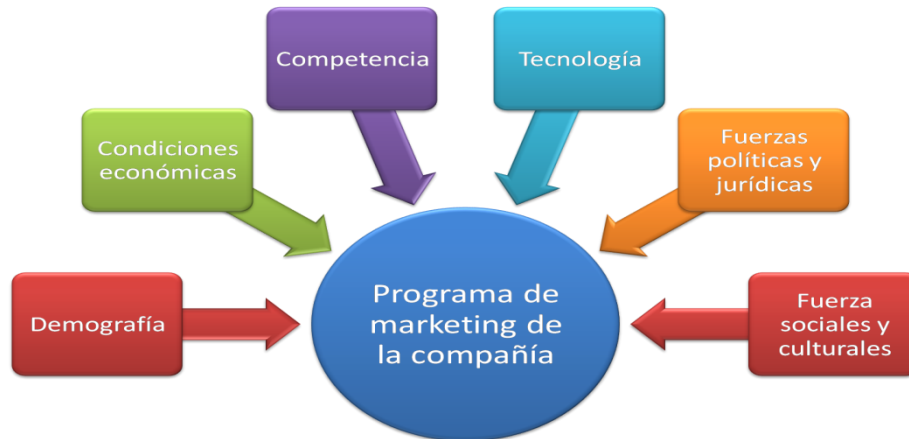 Competencia
Tecnología
Condiciones
económicas
Fuerzas
políticas y
jurídicas
Demografía
Programa de
marketing de
la compañía
Fuerza
sociales y
culturales